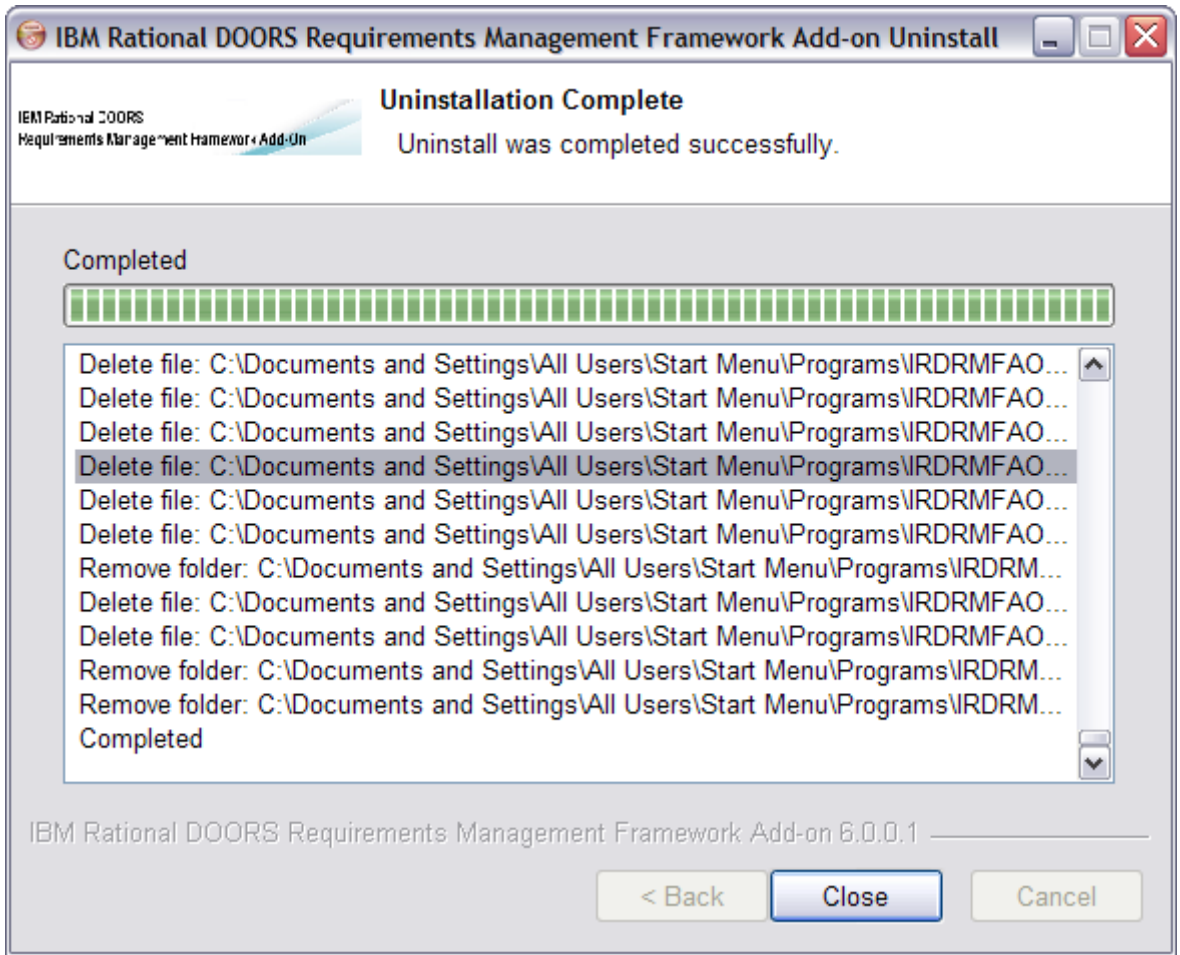 IBM Rational DOORS Requirements Management Framework Add-on Uninstall
IBM Rational DOORS
Requirements Management Framework Add-On
Uninstallation Complete
Uninstall was completed successfully.
Completed
Delete file: C:\Documents and Settings\All Users\Start Menu\Programs\IRDRMFAO...
Delete file: C:\Documents and Settings\All Users\Start Menu\Programs\IRDRMFAO...
Delete file: C:\Documents and Settings\All Users\Start Menu\Programs\IRDRMFAO...
Delete file: C:\Documents and Settings\All Users\Start Menu\Programs\IRDRMFAO...
Delete file: C:\Documents and Settings\All Users\Start Menu\Programs\IRDRMFAO...
Delete file: C:\Documents and Settings\All Users\Start Menu\Programs\IRDRMFAO...
Remove folder: C:\Documents and Settings\All Users\Start Menu\Programs\IRDRM...
Delete file: C:\Documents and Settings\All Users\Start Menu\Programs\IRDRMFAO...
Delete file: C:\Documents and Settings\All Users\Start Menu\Programs\IRDRMFAO...
Remove folder: C:\Documents and Settings\All Users\Start Menu\Programs\IRDRM...
Remove folder: C:\Documents and Settings\All Users\Start Menu\Programs\IRDRM...
Completed
IBM Rational DOORS Requirements Management Framework Add-on 6.0.0.1
< Back
Close
Cancel